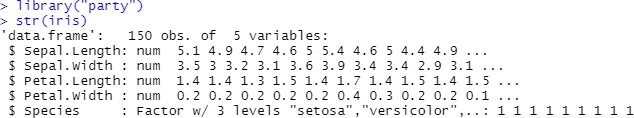 > library("party")
> str(iris)
'data.frame':   150 obs. of  5 variables:
 $ Sepal.Length: num  5.1 4.9 4.7 4.6 5 5.4 4.6 5 4.4 4.9 ...
 $ Sepal.Width : num  3.5 3 3.2 3.1 3.6 3.9 3.4 3.4 2.9 3.1 ...
 $ Petal.Length: num  1.4 1.4 1.3 1.5 1.4 1.7 1.4 1.5 1.4 1.5 ...
 $ Petal.Width : num  0.2 0.2 0.2 0.2 0.2 0.4 0.3 0.2 0.2 0.1 ...
 $ Species     : Factor w/ 3 levels "setosa","versicolor",..: 1 1 1 1 1 1 1 1 1